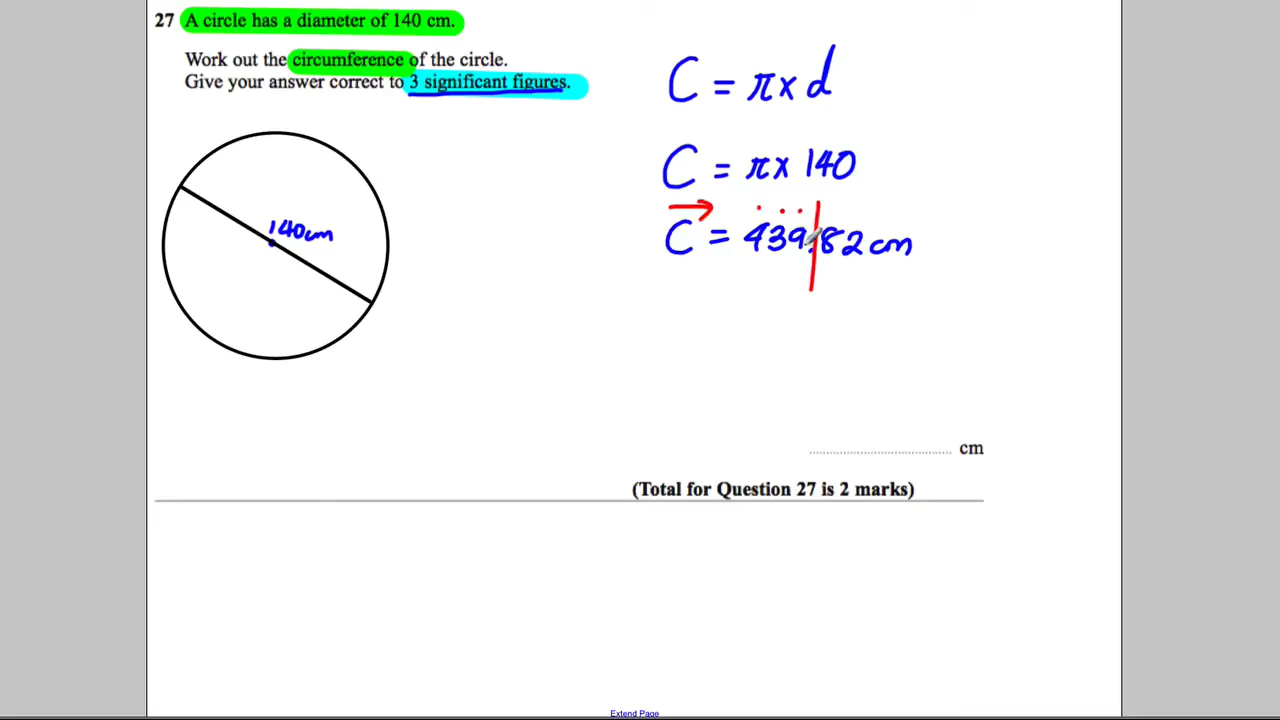 27 A circle has a diameter of 140 cm.
Work out the circumference of the circle.
Give your answer correct to 3 significant figures.
140cm
C = π x d
C = π x 140
C = 439.82 cm
........................................ cm
(Total for Question 27 is 2 marks)
Extend Page